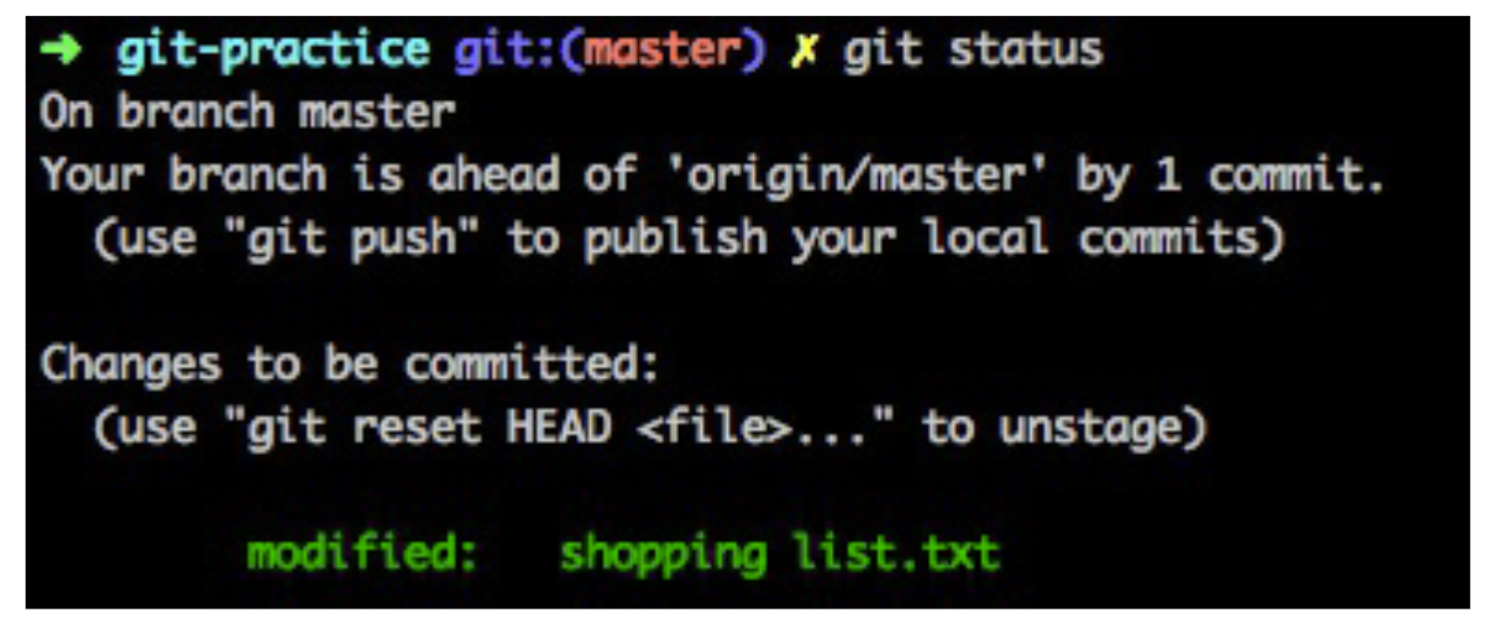 ➜ git-practice git:(master) ✗ git status
On branch master
Your branch is ahead of 'origin/master' by 1 commit.
  (use "git push" to publish your local commits)

Changes to be committed:
  (use "git reset HEAD <file>..." to unstage)

        modified:   shopping list.txt